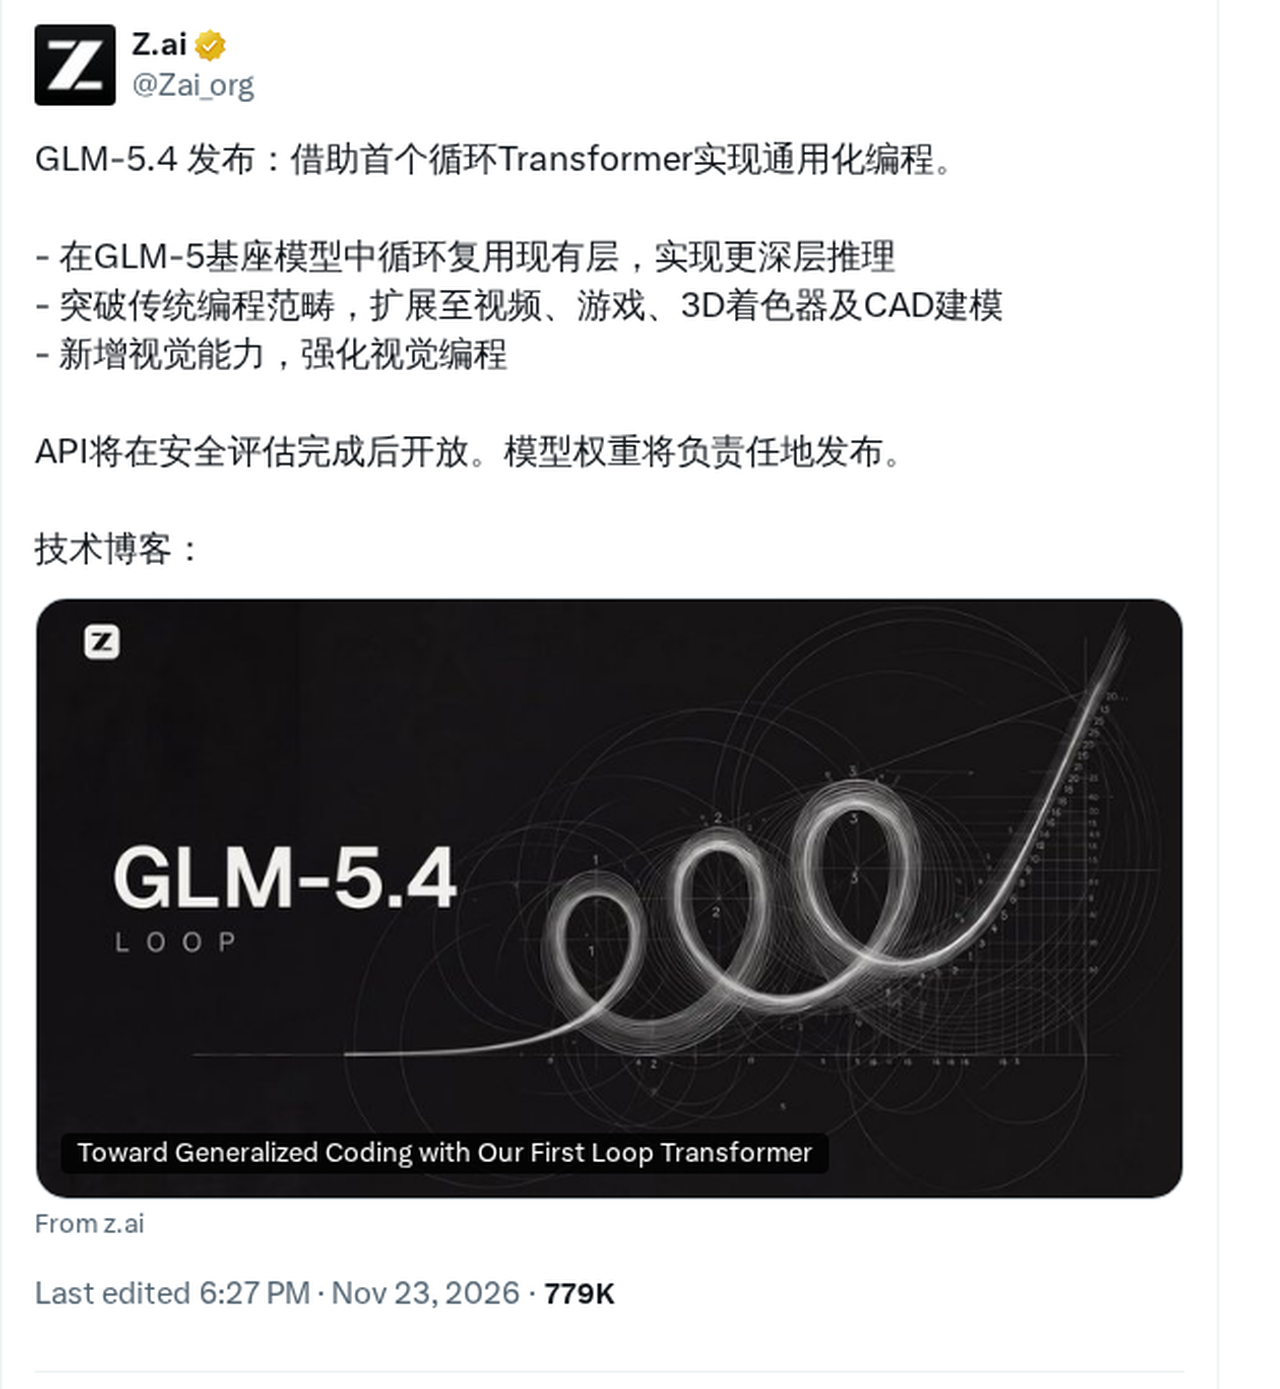 Z.ai
@Zai_org
GLM-5.4 发布：借助首个循环Transformer实现通用化编程。
- 在GLM-5基座模型中循环复用现有层，实现更深层推理
- 突破传统编程范畴，扩展至视频、游戏、3D着色器及CAD建模
- 新增视觉能力，强化视觉编程
API将在安全评估完成后开放。模型权重将负责任地发布。
技术博客：
Z
GLM-5.4
LOOP
1
1
2
2
3
3
3
Toward Generalized Coding with Our First Loop Transformer
From z.ai
Last edited 6:27 PM · Nov 23, 2026 · 779K